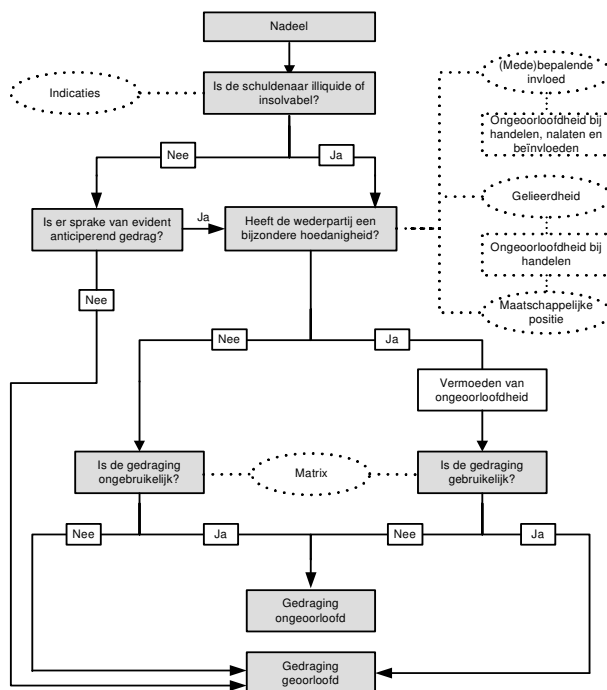 Nadeel
Is de schuldenaar illiquide of
insolvabel?
Indicaties
(Mede)bepalende
invloed
Ongeoorloofdheid bij
handelen, nalaten en
beïnvloeden
Nee
Ja
Is er sprake van evident
anticiperend gedrag?
Ja
Heeft de wederpartij een
bijzondere hoedanigheid?
Gelieerdheid
Ongeoorloofdheid bij
handelen
Maatschappelijke
positie
Nee
Nee
Ja
Vermoeden van
ongeoorloofdheid
Is de gedraging
ongebruikelijk?
Matrix
Is de gedraging
gebruikelijk?
Nee
Ja
Nee
Ja
Gedraging
ongeoorloofd
Gedraging
geoorloofd